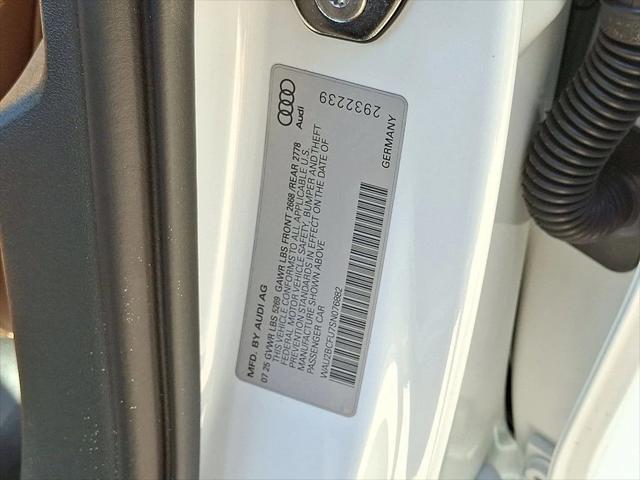 Audi
2932239
MFD. BY AUDI AG
GERMANY
07.25 GVWR LBS 5269 GAWR LBS FRONT 2668 /REAR 2778
THIS VEHICLE CONFORMS TO ALL APPLICABLE U.S.
FEDERAL MOTOR VEHICLE SAFETY, BUMPER AND THEFT
PREVENTION STANDARDS IN EFFECT ON THE DATE OF
MANUFACTURE SHOWN ABOVE
PASSENGER CAR
WAUZBCFU7SN076882